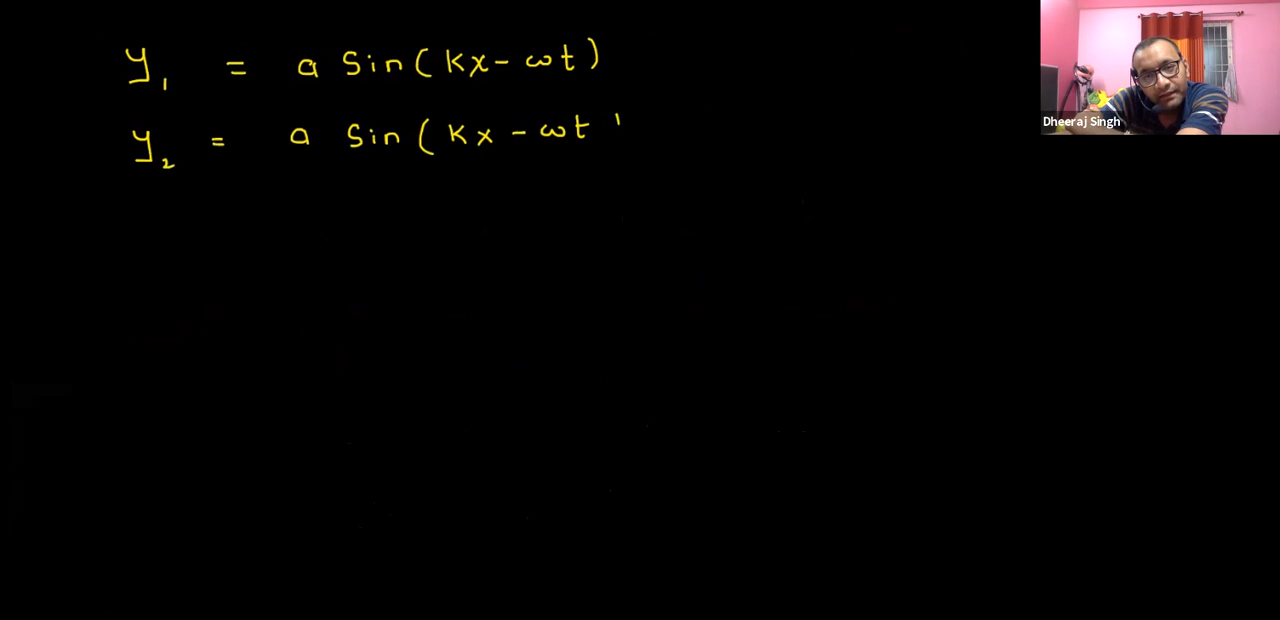 y₁ = a Sin(kx-ωt)
y₂ = a Sin(kx-ωt
Dheeraj Singh